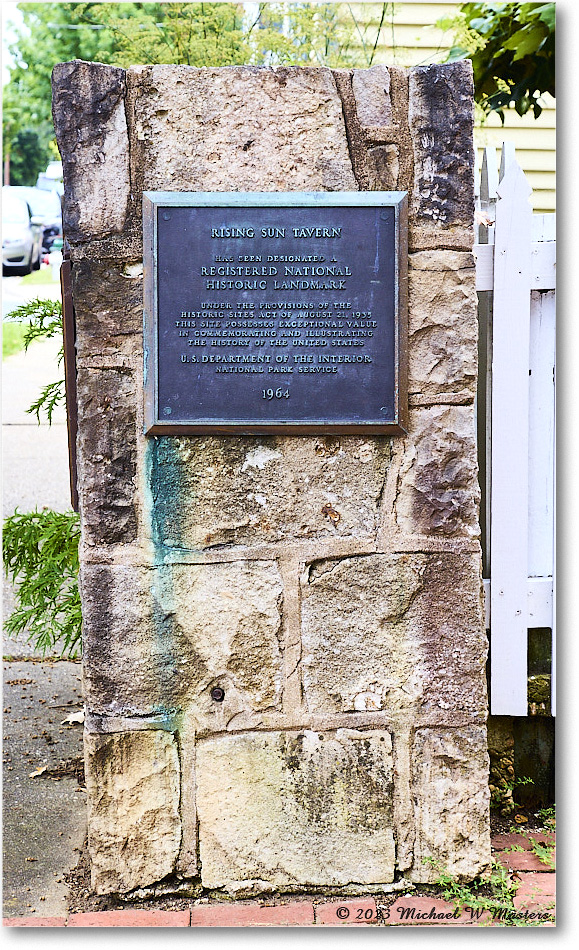 RISING SUN TAVERN
HAS BEEN DESIGNATED A
REGISTERED NATIONAL
HISTORIC LANDMARK
UNDER THE PROVISIONS OF THE
HISTORIC SITES ACT OF AUGUST 21, 1935
THIS SITE POSSESSES EXCEPTIONAL VALUE
IN COMMEMORATING AND ILLUSTRATING
THE HISTORY OF THE UNITED STATES
U.S. DEPARTMENT OF THE INTERIOR
NATIONAL PARK SERVICE
1964
© 2023 Michael W Masters